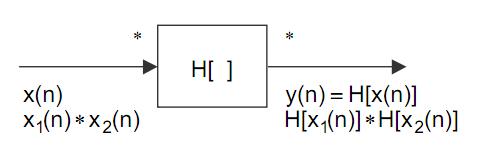 * *
H[ ]
x(n) y(n) = H[x(n)]
x₁(n) * x₂(n) H[x₁(n)] * H[x₂(n)]